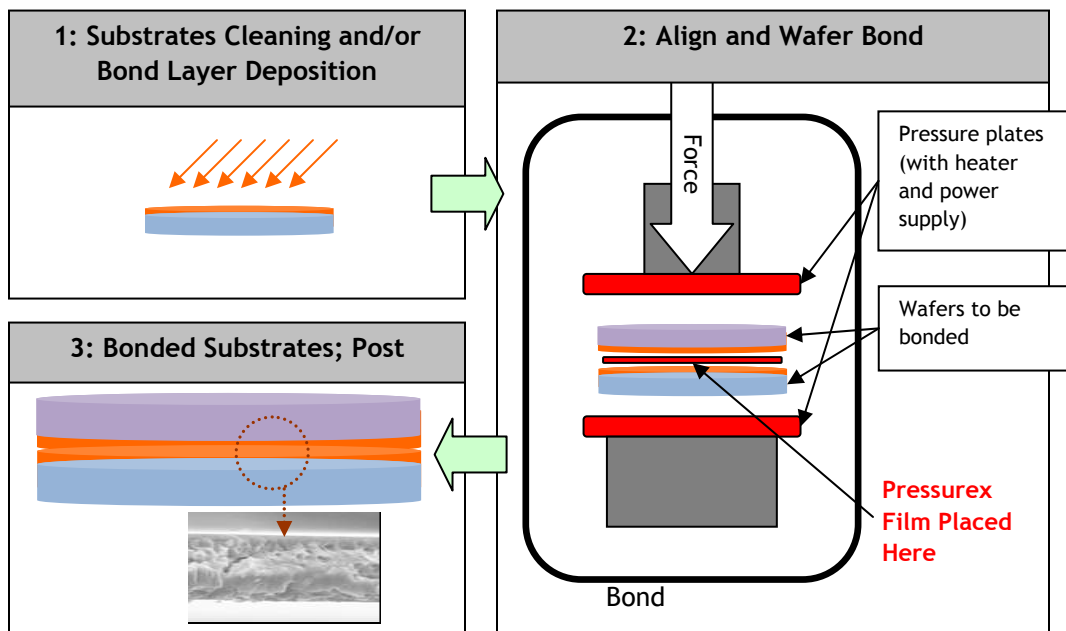 1: Substrates Cleaning and/or
Bond Layer Deposition
2: Align and Wafer Bond
Force
Pressure plates
(with heater
and power
supply)
Wafers to be
bonded
Pressurex
Film Placed
Here
Bond
3: Bonded Substrates; Post